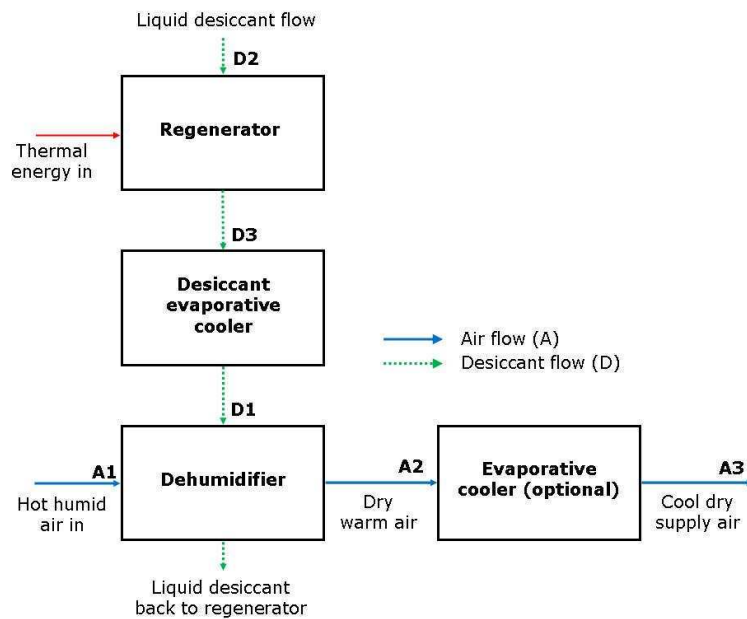 Liquid desiccant flow
D2
Regenerator
Thermal
energy in
D3
Desiccant
evaporative
cooler
Air flow (A)
Desiccant flow (D)
D1
A1
Hot humid
air in
Dehumidifier
A2
Dry
warm air
Evaporative
cooler (optional)
A3
Cool dry
supply air
Liquid desiccant
back to regenerator